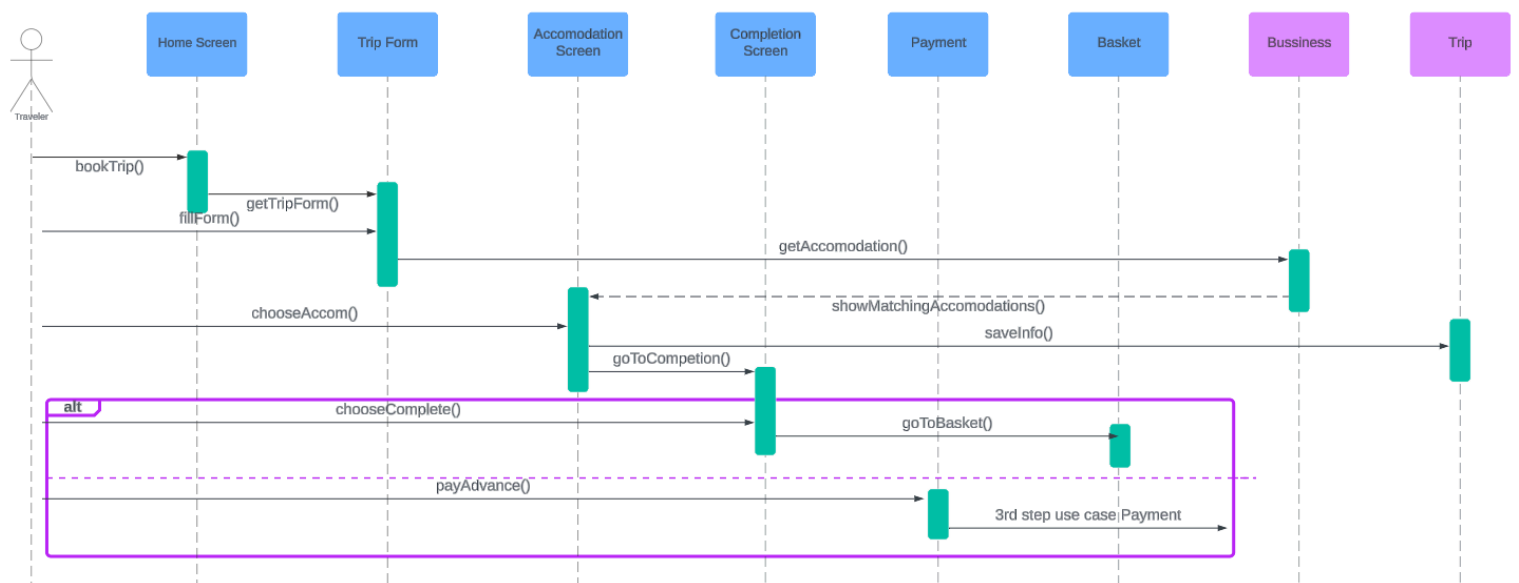 Home Screen
Trip Form
Accomodation
Screen
Completion
Screen
Payment
Basket
Bussiness
Trip
Traveler
bookTrip()
getTripForm()
fillForm()
getAccomodation()
showMatchingAccomodations()
chooseAccom()
saveInfo()
goToCompetion()
alt
chooseComplete()
goToBasket()
payAdvance()
3rd step use case Payment